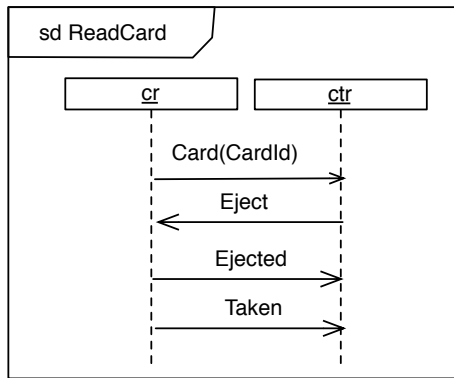 sd ReadCard
cr ctr
Card(CardId)
Eject
Ejected
Taken